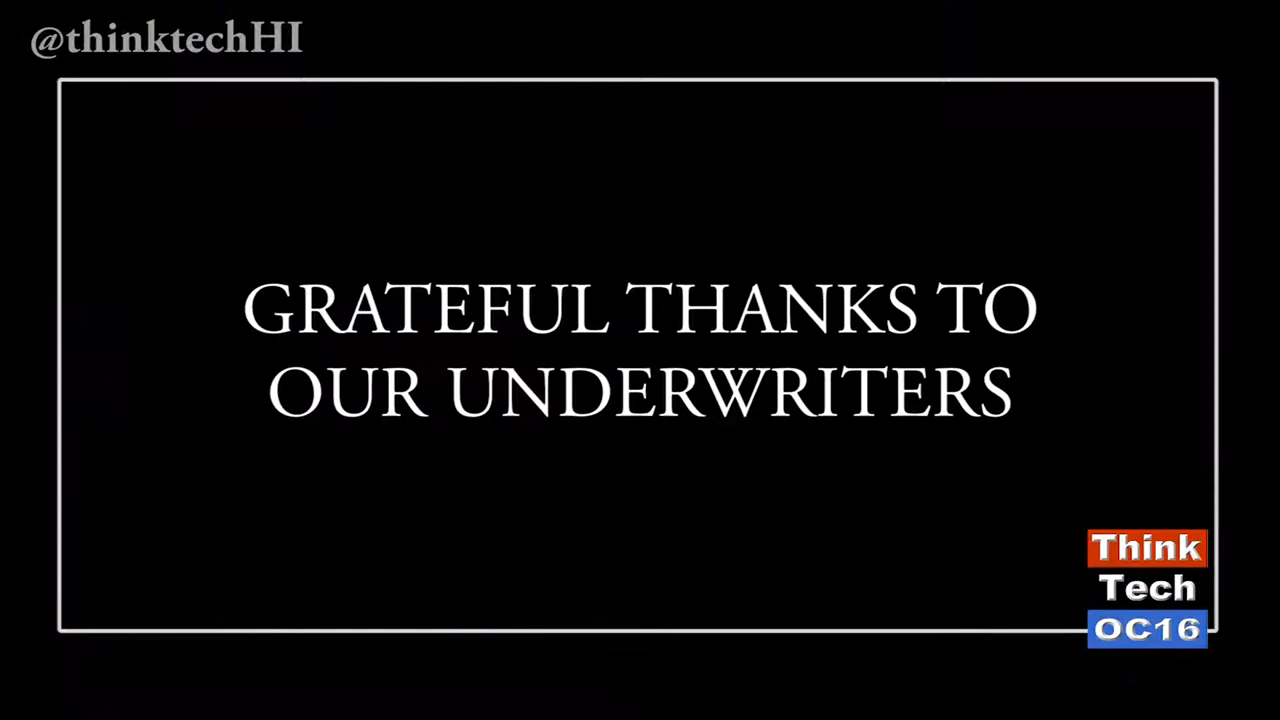 @thinktechHI
GRATEFUL THANKS TO
OUR UNDERWRITERS
Think
Tech
OC16